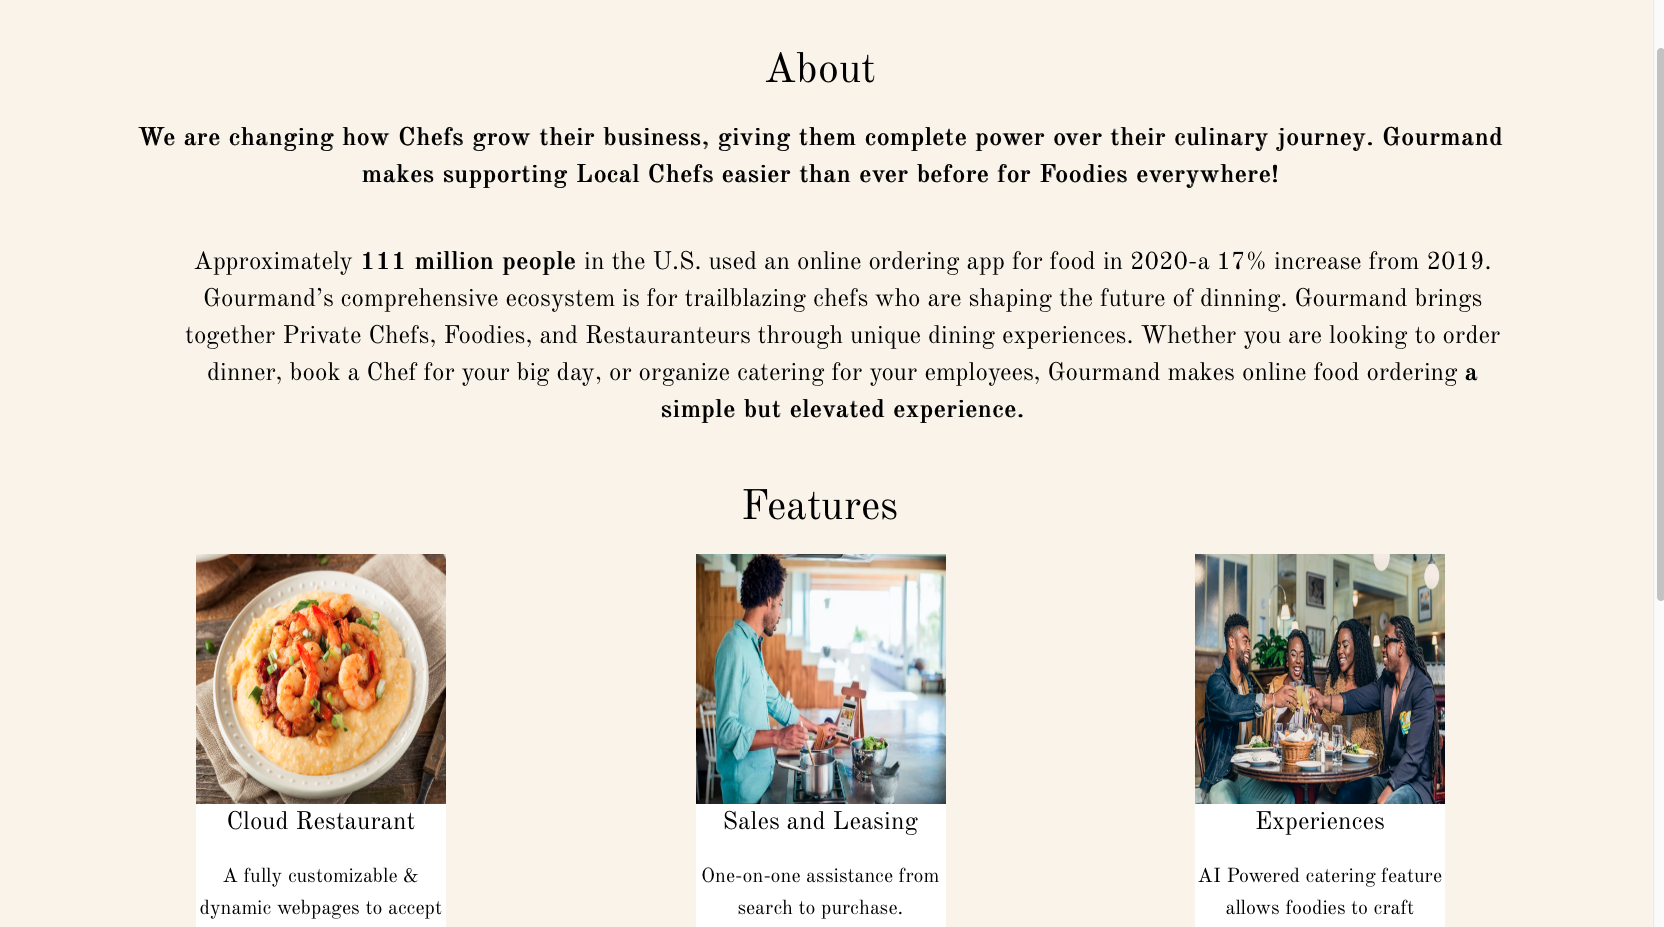 About
We are changing how Chefs grow their business, giving them complete power over their culinary journey. Gourmand
makes supporting Local Chefs easier than ever before for Foodies everywhere!
Approximately 111 million people in the U.S. used an online ordering app for food in 2020-a 17% increase from 2019.
Gourmand’s comprehensive ecosystem is for trailblazing chefs who are shaping the future of dinning. Gourmand brings
together Private Chefs, Foodies, and Restauranteurs through unique dining experiences. Whether you are looking to order
dinner, book a Chef for your big day, or organize catering for your employees, Gourmand makes online food ordering a
simple but elevated experience.
Features
Cloud Restaurant
A fully customizable &
dynamic webpages to accept
Sales and Leasing
One-on-one assistance from
search to purchase.
Experiences
AI Powered catering feature
allows foodies to craft